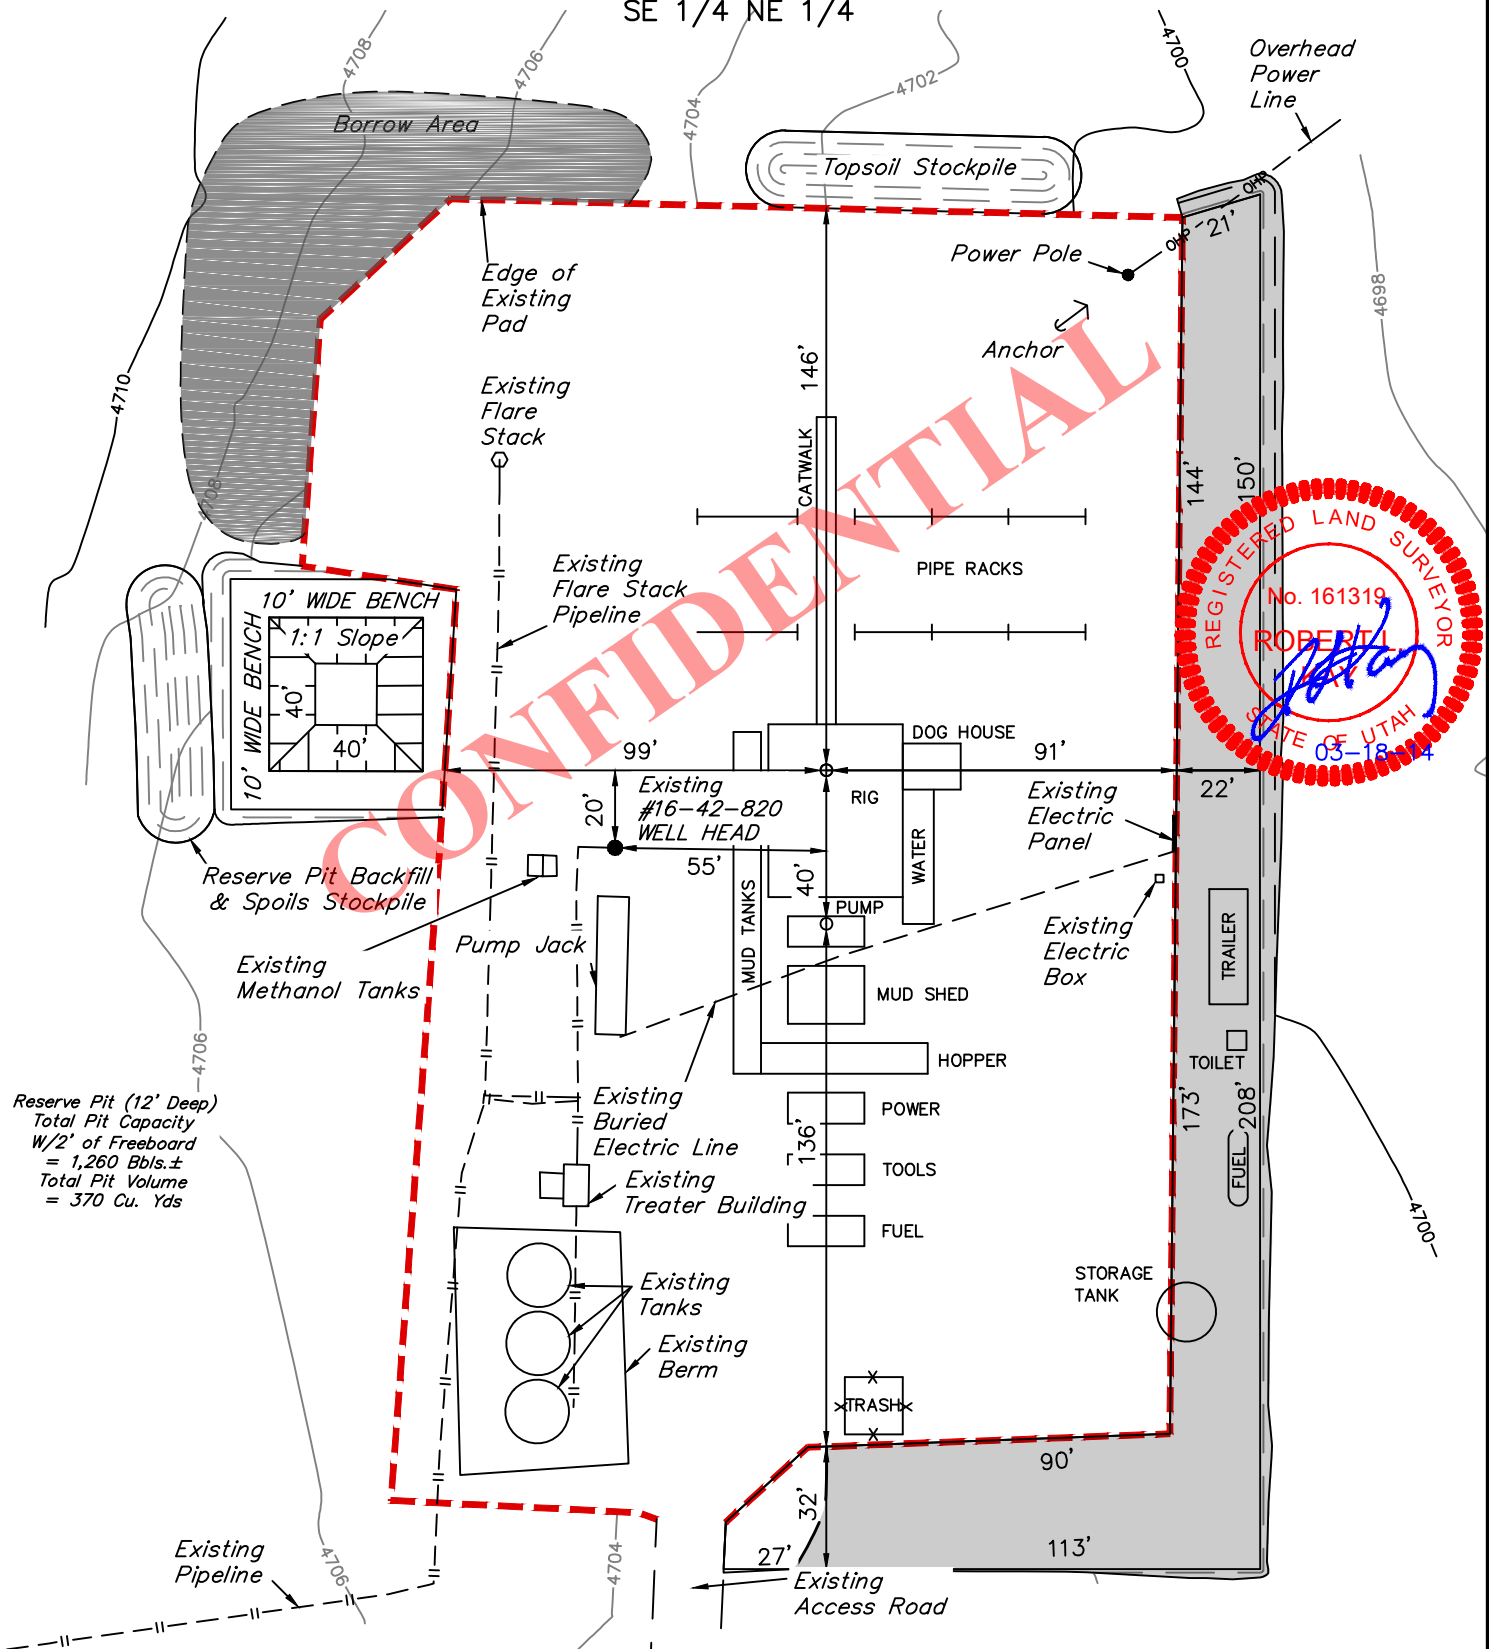 SE 1/4 NE 1/4
4708
4706
4704
4702
4700
Overhead
Power
Line
Borrow Area
Topsoil Stockpile
OHP
OHP
21'
Power Pole
Edge of
Existing
Pad
4698
Anchor
146'
4710
Existing
Flare
Stack
CATWALK
144'
150'
4708
CONFIDENTIAL
REGISTERED LAND SURVEYOR
No. 161319
ROBERT L.
KAY
STATE OF UTAH
03-18-14
Existing
Flare Stack
Pipeline
PIPE RACKS
10' WIDE BENCH
10' WIDE BENCH
1:1 Slope
40'
40'
DOG HOUSE
99'
91'
22'
20'
Existing
#16-42-820
WELL HEAD
RIG
Existing
Electric
Panel
55'
40'
WATER
MUD TANKS
PUMP
Reserve Pit Backfill
& Spoils Stockpile
Pump Jack
Existing
Methanol Tanks
Existing
Electric
Box
TRAILER
MUD SHED
4706
TOILET
HOPPER
Reserve Pit (12' Deep)
Total Pit Capacity
W/2' of Freeboard
= 1,260 Bbls.±
Total Pit Volume
= 370 Cu. Yds
Existing
Buried
Electric Line
POWER
173'
208'
136'
TOOLS
FUEL
Existing
Treater Building
FUEL
4700
Existing
Tanks
STORAGE
TANK
Existing
Berm
TRASH
90'
32'
27'
113'
Existing
Pipeline
4706
4704
Existing
Access Road